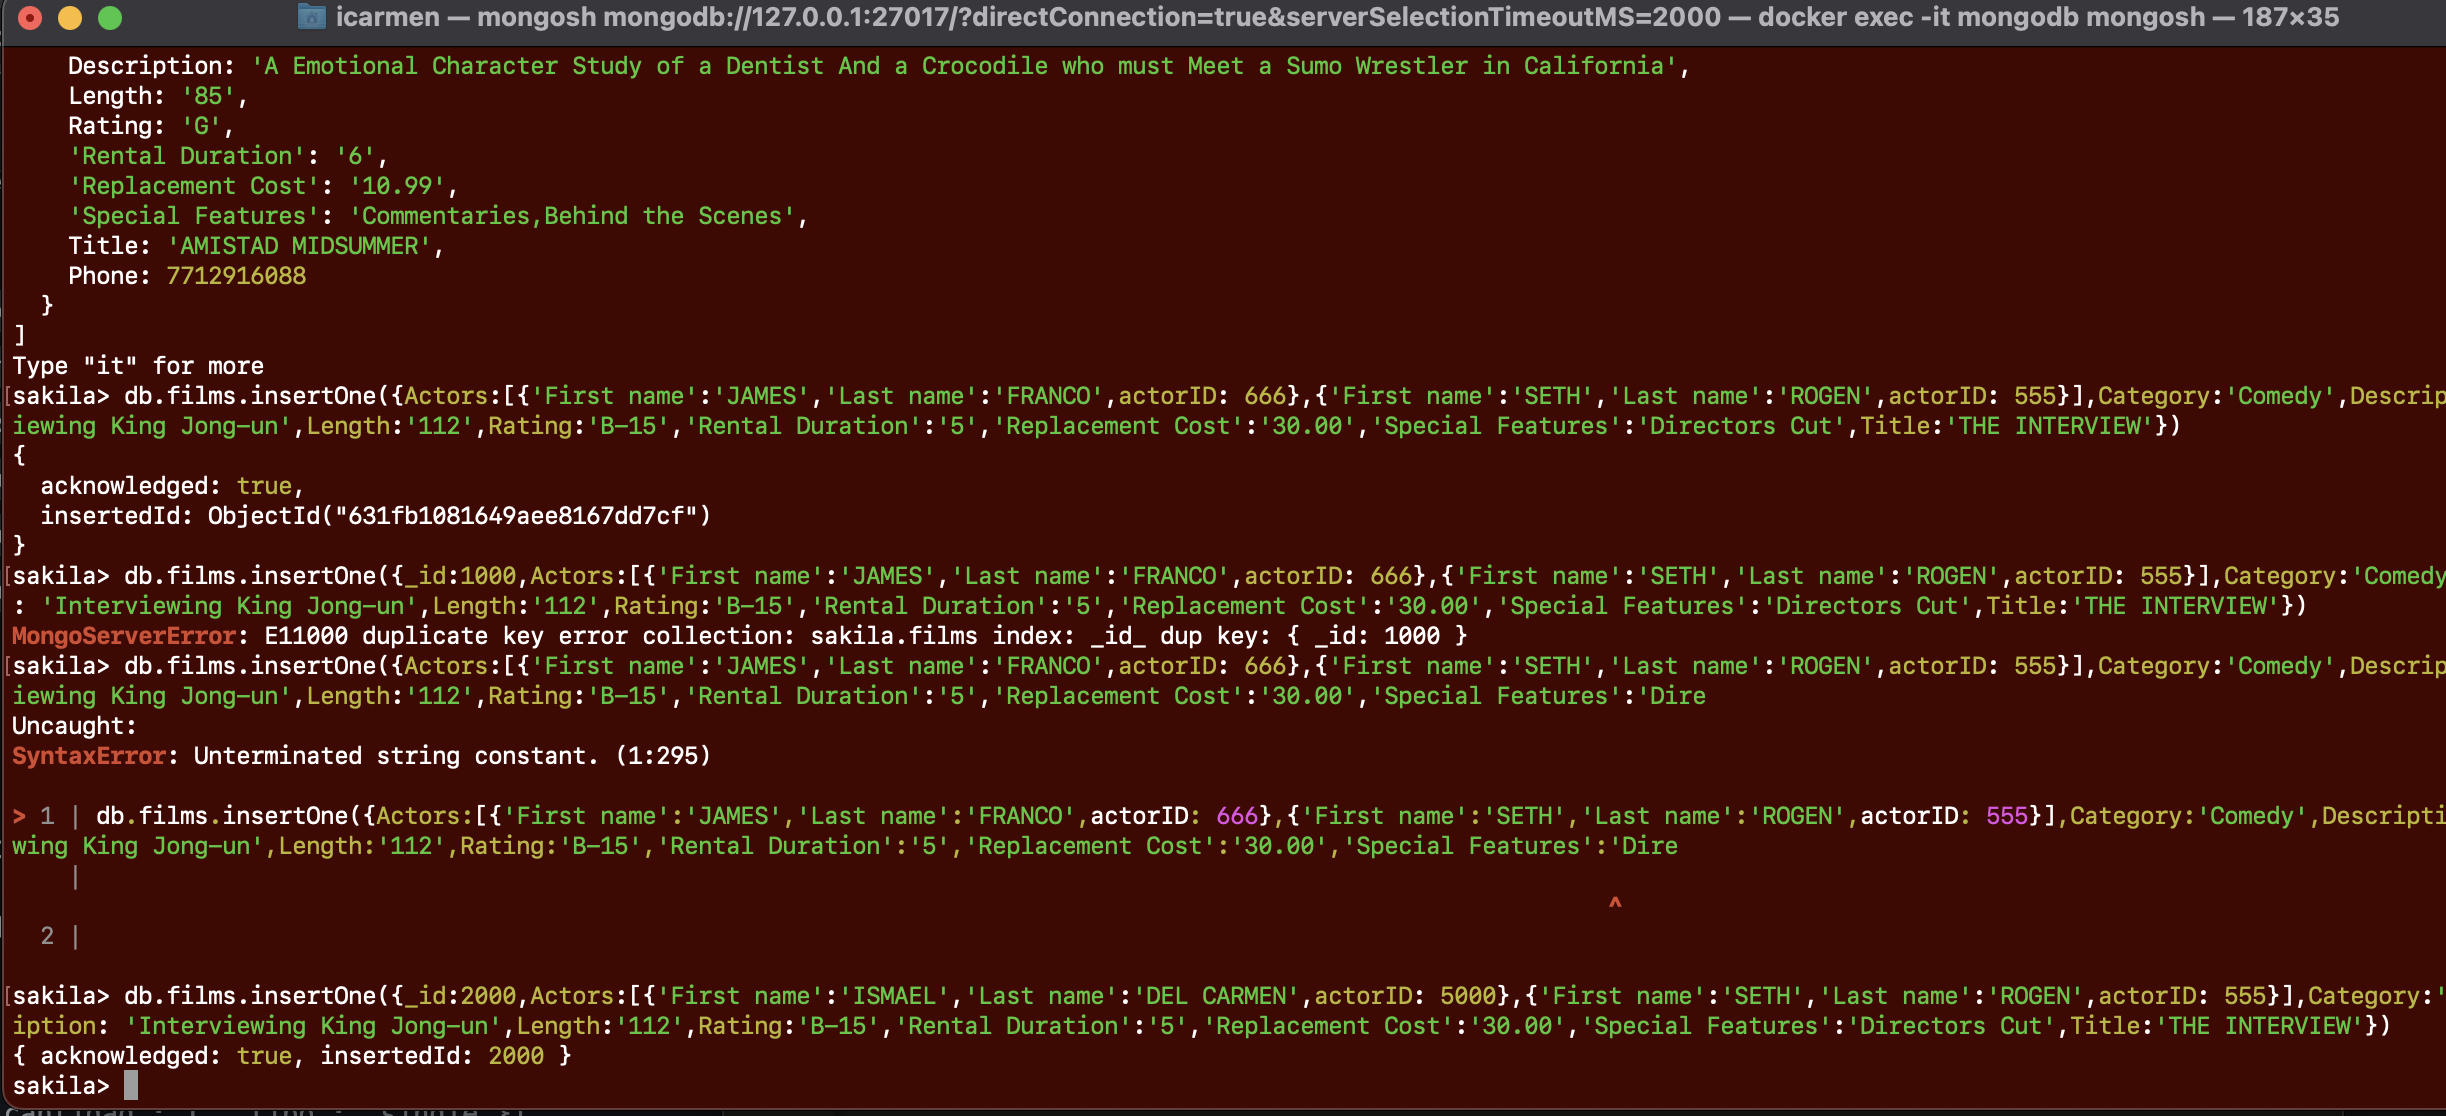 icarmen — mongosh mongodb://127.0.0.1:27017/?directConnection=true&serverSelectionTimeoutMS=2000 — docker exec -it mongodb mongosh — 187×35
Description: 'A Emotional Character Study of a Dentist And a Crocodile who must Meet a Sumo Wrestler in California',
Length: '85',
Rating: 'G',
'Rental Duration': '6',
'Replacement Cost': '10.99',
'Special Features': 'Commentaries,Behind the Scenes',
Title: 'AMISTAD MIDSUMMER',
Phone: 7712916088
}
]
Type "it" for more
[sakila> db.films.insertOne({Actors:[{'First name':'JAMES','Last name':'FRANCO',actorID: 666},{'First name':'SETH','Last name':'ROGEN',actorID: 555}],Category:'Comedy',Descrip
iewing King Jong-un',Length:'112',Rating:'B-15','Rental Duration':'5','Replacement Cost':'30.00','Special Features':'Directors Cut',Title:'THE INTERVIEW'})
{
acknowledged: true,
insertedId: ObjectId("631fb1081649aee8167dd7cf")
}
[sakila> db.films.insertOne({_id:1000,Actors:[{'First name':'JAMES','Last name':'FRANCO',actorID: 666},{'First name':'SETH','Last name':'ROGEN',actorID: 555}],Category:'Comedy
: 'Interviewing King Jong-un',Length:'112',Rating:'B-15','Rental Duration':'5','Replacement Cost':'30.00','Special Features':'Directors Cut',Title:'THE INTERVIEW'})
MongoServerError: E11000 duplicate key error collection: sakila.films index: _id_ dup key: { _id: 1000 }
[sakila> db.films.insertOne({Actors:[{'First name':'JAMES','Last name':'FRANCO',actorID: 666},{'First name':'SETH','Last name':'ROGEN',actorID: 555}],Category:'Comedy',Descrip
iewing King Jong-un',Length:'112',Rating:'B-15','Rental Duration':'5','Replacement Cost':'30.00','Special Features':'Dire
Uncaught:
SyntaxError: Unterminated string constant. (1:295)
> 1 | db.films.insertOne({Actors:[{'First name':'JAMES','Last name':'FRANCO',actorID: 666},{'First name':'SETH','Last name':'ROGEN',actorID: 555}],Category:'Comedy',Descripti
wing King Jong-un',Length:'112',Rating:'B-15','Rental Duration':'5','Replacement Cost':'30.00','Special Features':'Dire
|
^
2 |
[sakila> db.films.insertOne({_id:2000,Actors:[{'First name':'ISMAEL','Last name':'DEL CARMEN',actorID: 5000},{'First name':'SETH','Last name':'ROGEN',actorID: 555}],Category:'
iption: 'Interviewing King Jong-un',Length:'112',Rating:'B-15','Rental Duration':'5','Replacement Cost':'30.00','Special Features':'Directors Cut',Title:'THE INTERVIEW'})
{ acknowledged: true, insertedId: 2000 }
sakila>